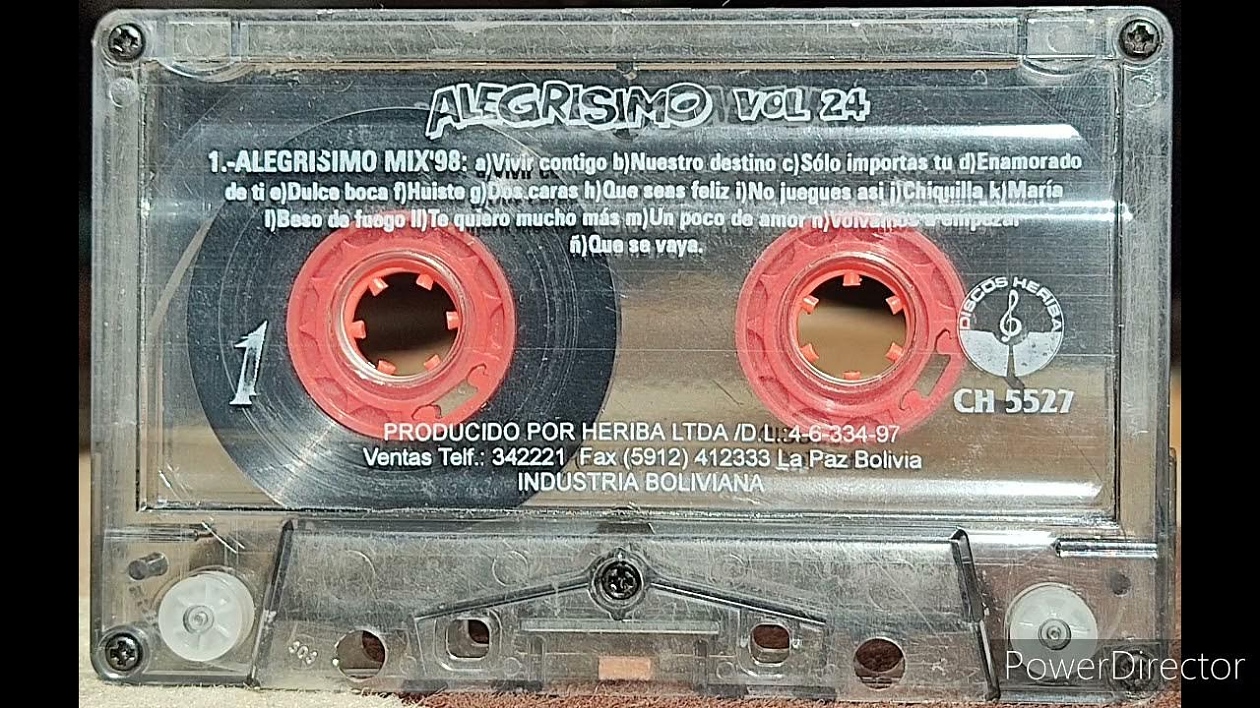 ALEGRISIMO VOL 24
1.-ALEGRISIMO MIX'98: a)Vivir contigo b)Nuestro destino c)Sólo importas tu d)Enamorado
de ti e)Dulce boca f)Huiste g)Dos caras h)Que seas feliz i)No juegues asi j)Chiquilla k)María
l)Beso de fuego ll)Te quiero mucho más m)Un poco de amor n)Volvamos a empezar
ñ)Que se vaya.
1
DISCOS HERIBA
CH 5527
PRODUCIDO POR HERIBA LTDA /D.L.:4-6-334-97
Ventas Telf.: 342221 Fax (5912) 412333 La Paz Bolivia
INDUSTRIA BOLIVIANA
303
PowerDirector